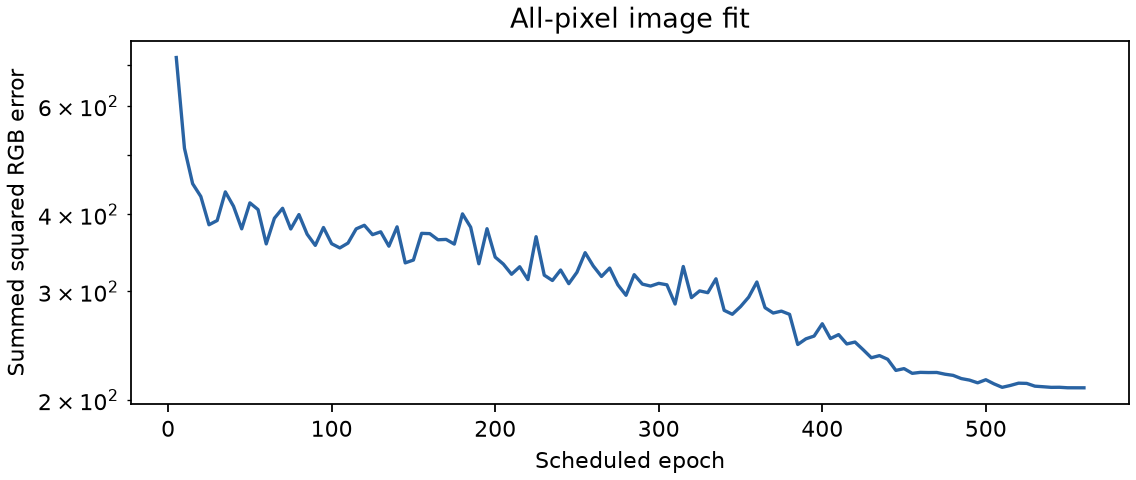 All-pixel image fit
Summed squared RGB error
6 × 10²
4 × 10²
3 × 10²
2 × 10²
0 100 200 300 400 500
Scheduled epoch